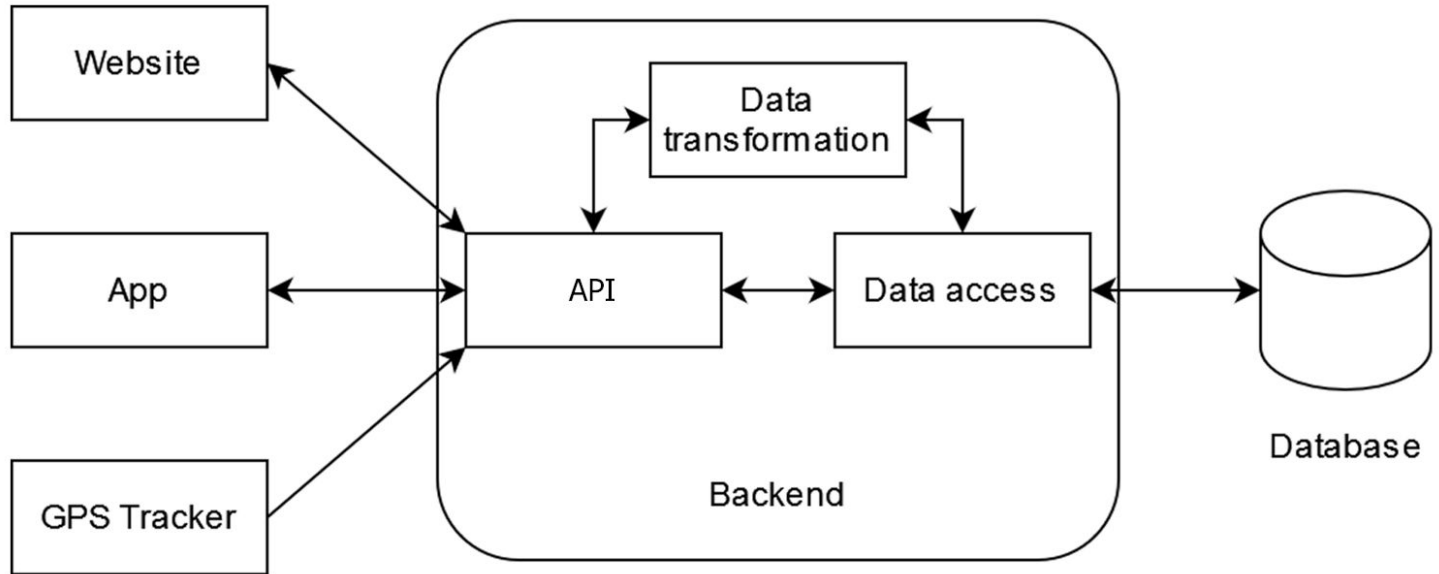 Website
Data
transformation
App
API
Data access
GPS Tracker
Backend
Database